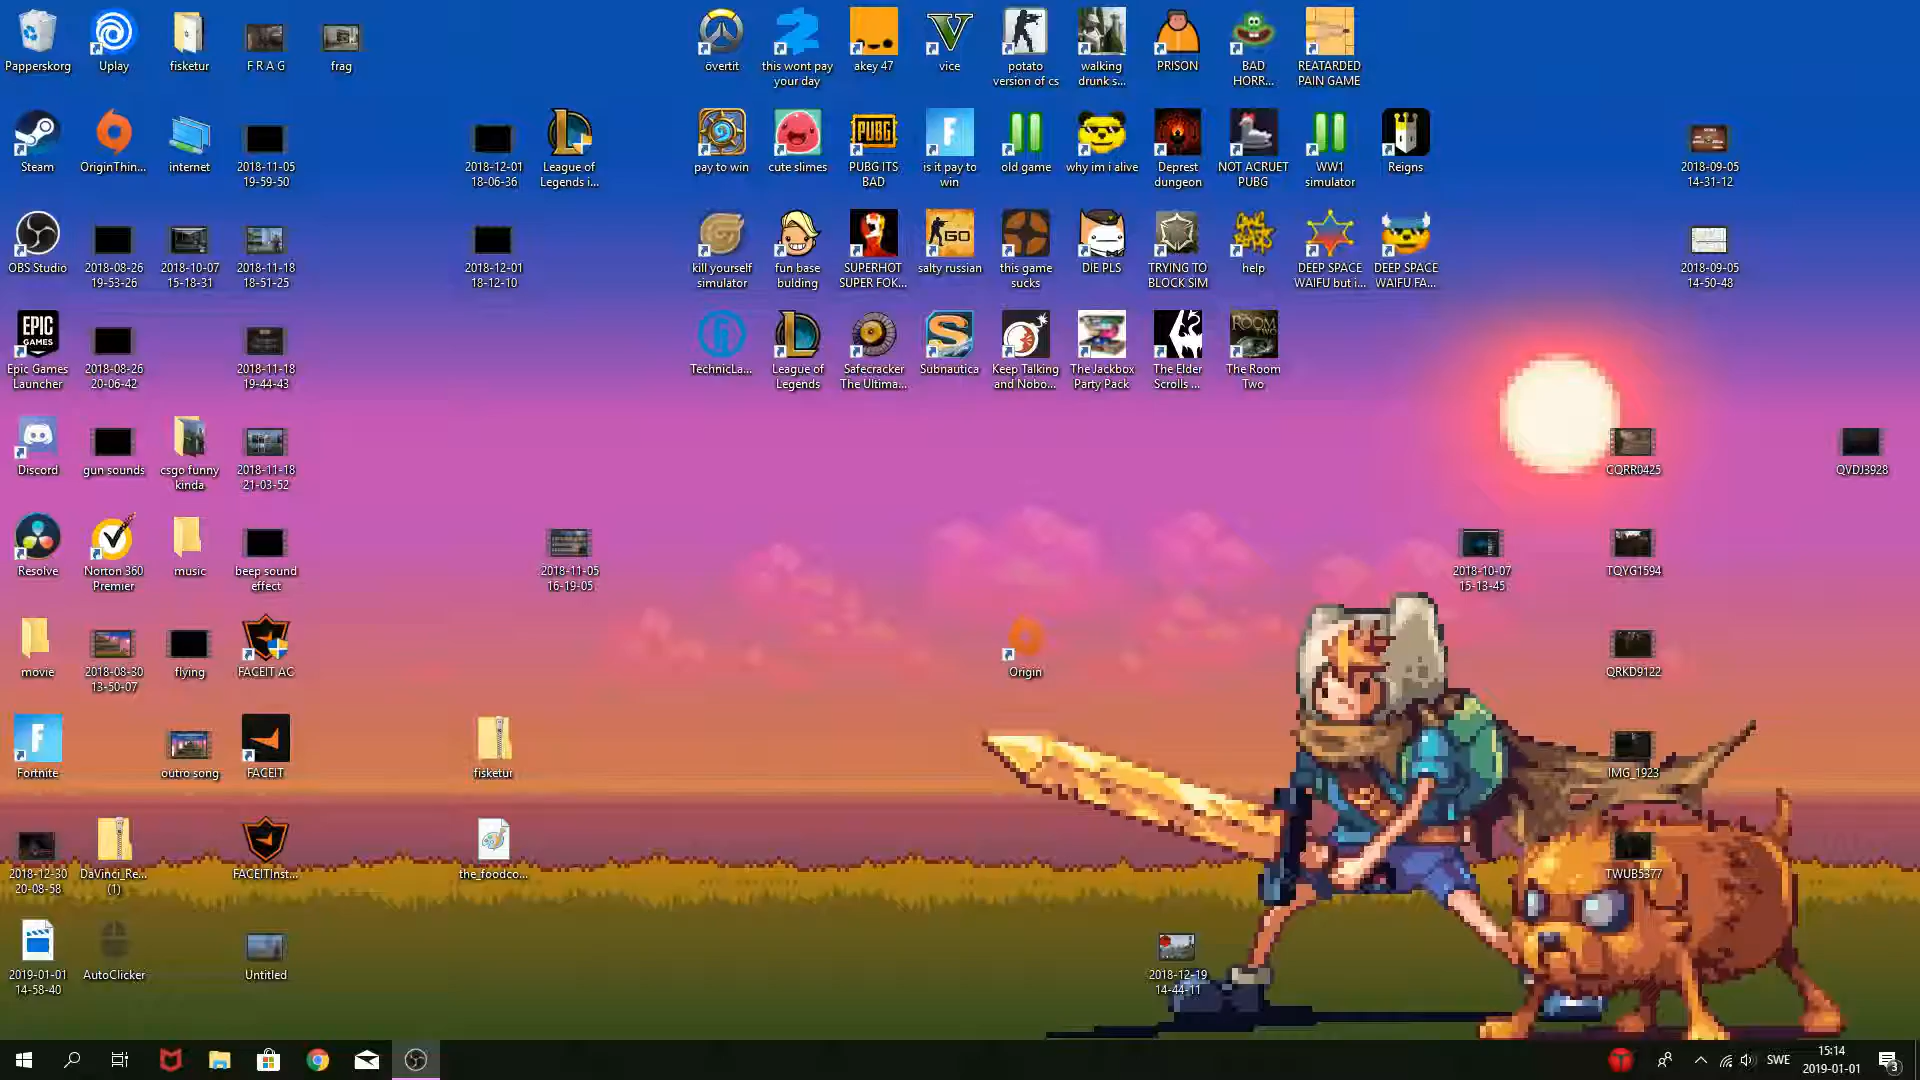 Papperskorg
Uplay
fisketur
F R A G
frag
övertit
this wont pay
your day
akey 47
vice
potato
version of cs
walking
drunk s...
PRISON
BAD
HORR...
REATARDED
PAIN GAME
Steam
OriginThin...
internet
2018-11-05
19-59-50
2018-12-01
18-06-36
League of
Legends i...
pay to win
cute slimes
PUBG
PUBG ITS
BAD
is it pay to
win
old game
why im i alive
Deprest
dungeon
NOT ACRUET
PUBG
WW1
simulator
Reigns
2018-09-05
14-31-12
OBS Studio
2018-08-26
19-53-26
2018-10-07
15-18-31
2018-11-18
18-51-25
2018-12-01
18-12-10
kill yourself
simulator
fun base
bulding
SUPERHOT
SUPER FOK...
GO
salty russian
this game
sucks
DIE PLS
TRYING TO
BLOCK SIM
GANG
BEASTS
help
DEEP SPACE
WAIFU but i...
DEEP SPACE
WAIFU FA...
2018-09-05
14-50-48
EPIC
GAMES
Epic Games
Launcher
2018-08-26
20-06-42
2018-11-18
19-44-43
TechnicLa...
League of
Legends
Safecracker
The Ultima...
Subnautica
Keep Talking
and Nobo...
The Jackbox
Party Pack
The Elder
Scrolls ...
ROOM
TWO
The Room
Two
Discord
gun sounds
csgo funny
kinda
2018-11-18
21-03-52
CQRR0425
QVDJ3928
Resolve
Norton 360
Premier
music
beep sound
effect
2018-11-05
16-19-05
2018-10-07
15-13-45
TQYG1594
movie
2018-08-30
13-50-07
flying
FACEIT AC
Origin
QRKD9122
Fortnite
outro song
FACEIT
fisketur
IMG_1923
2018-12-30
20-08-58
DaVinci_Re...
(1)
FACEITInst...
the_foodco...
TWUB5377
2019-01-01
14-58-40
AutoClicker
Untitled
2018-12-19
14-44-11
SWE
15:14
2019-01-01
3